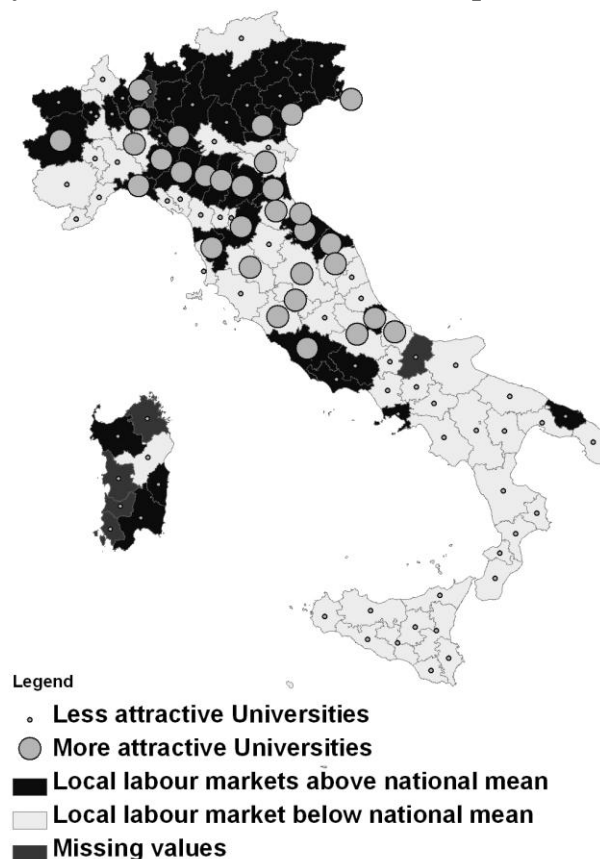 Legend
Less attractive Universities
More attractive Universities
Local labour markets above national mean
Local labour market below national mean
Missing values